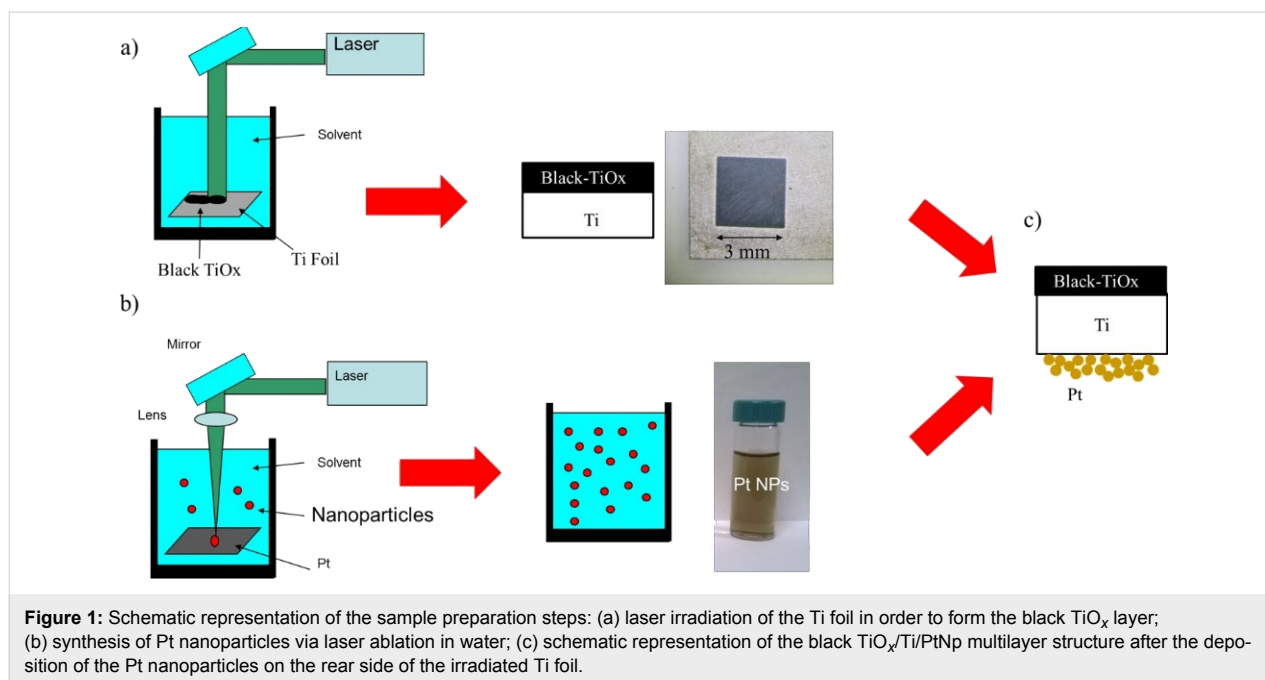 a)
Laser
Solvent
Black TiOx
Ti Foil
Black-TiOx
Ti
3 mm
b)
Mirror
Laser
Lens
Solvent
Nanoparticles
Pt
Pt NPs
c)
Black-TiOx
Ti
Pt
Figure 1: Schematic representation of the sample preparation steps: (a) laser irradiation of the Ti foil in order to form the black TiOₓ layer;
(b) synthesis of Pt nanoparticles via laser ablation in water; (c) schematic representation of the black TiOₓ/Ti/PtNp multilayer structure after the depo-
sition of the Pt nanoparticles on the rear side of the irradiated Ti foil.